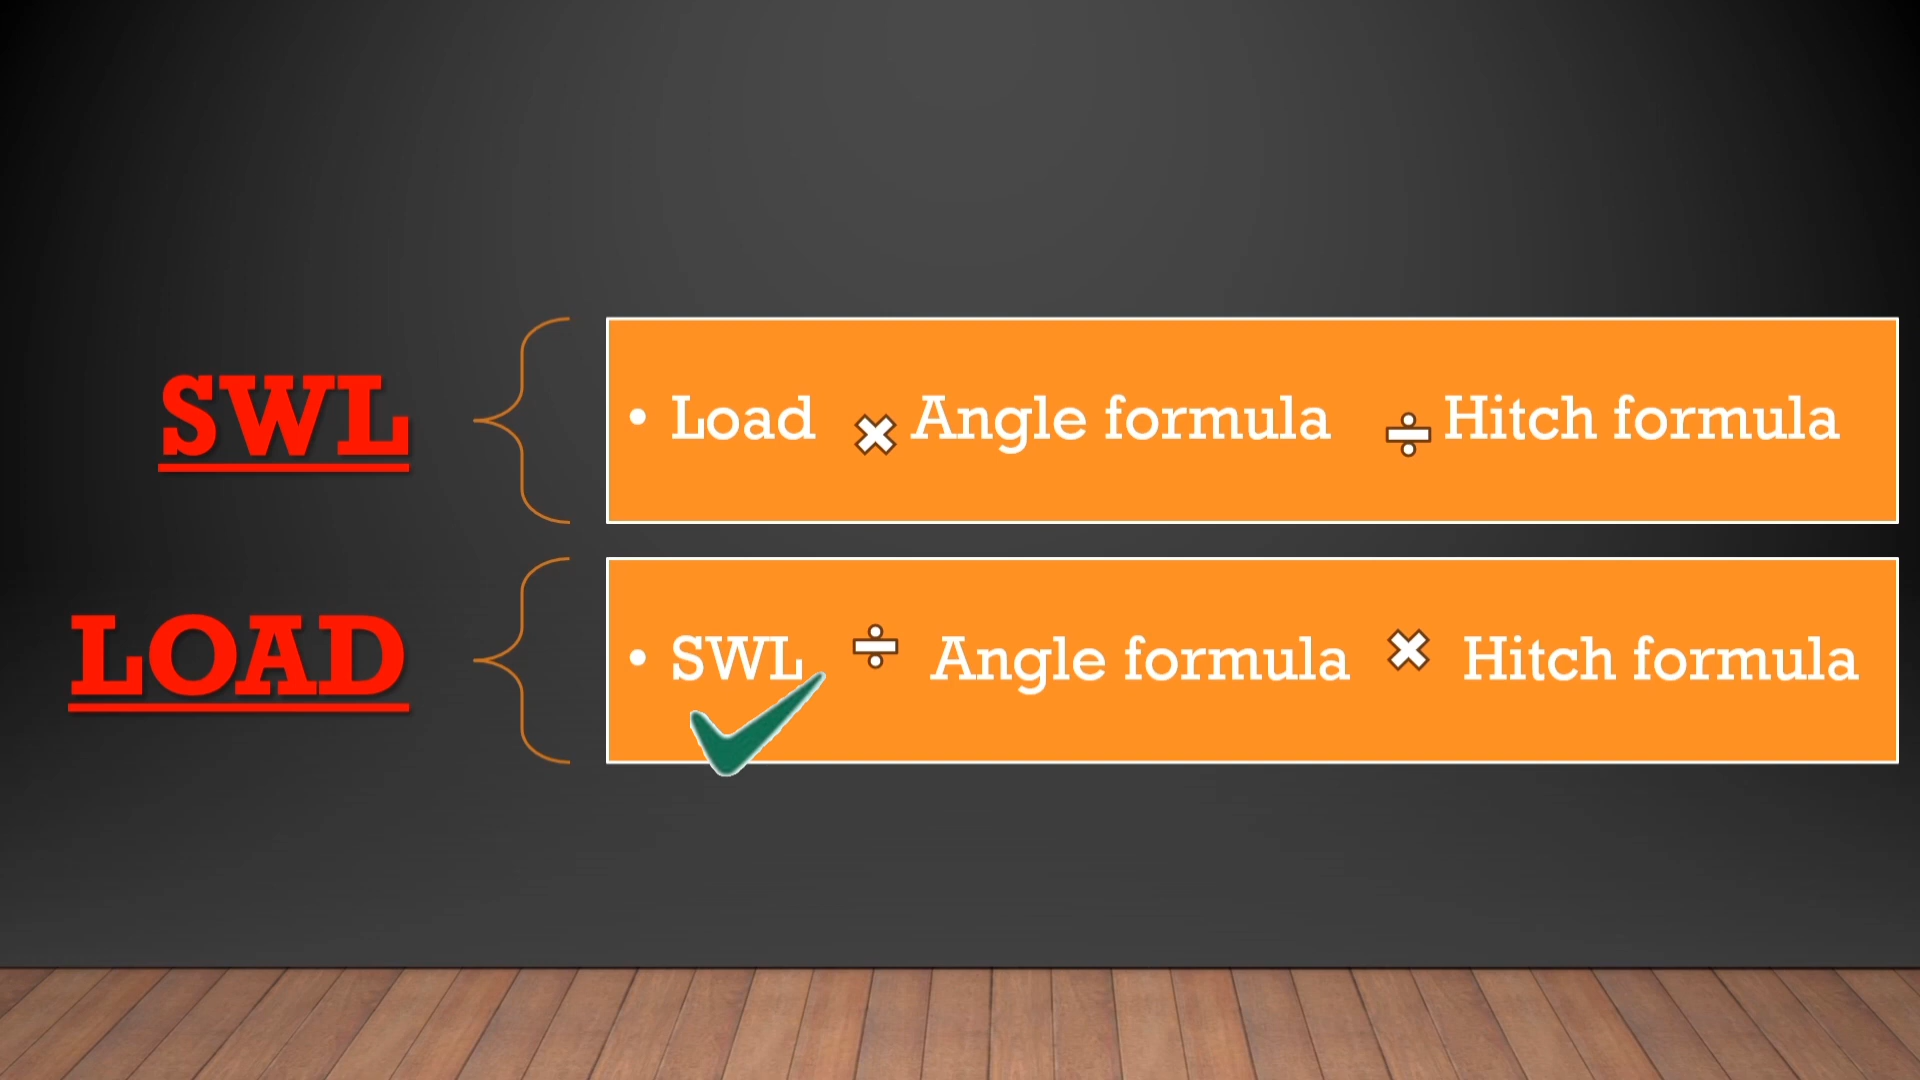 SWL
• Load × Angle formula ÷ Hitch formula
LOAD
• SWL ÷ Angle formula × Hitch formula